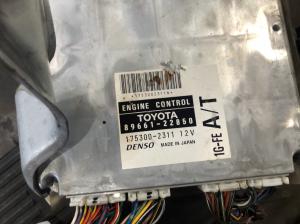 ENGINE CONTROL
TOYOTA
89661-22850
175300-2311 12V
DENSO MADE IN JAPAN
1G-FE A/T